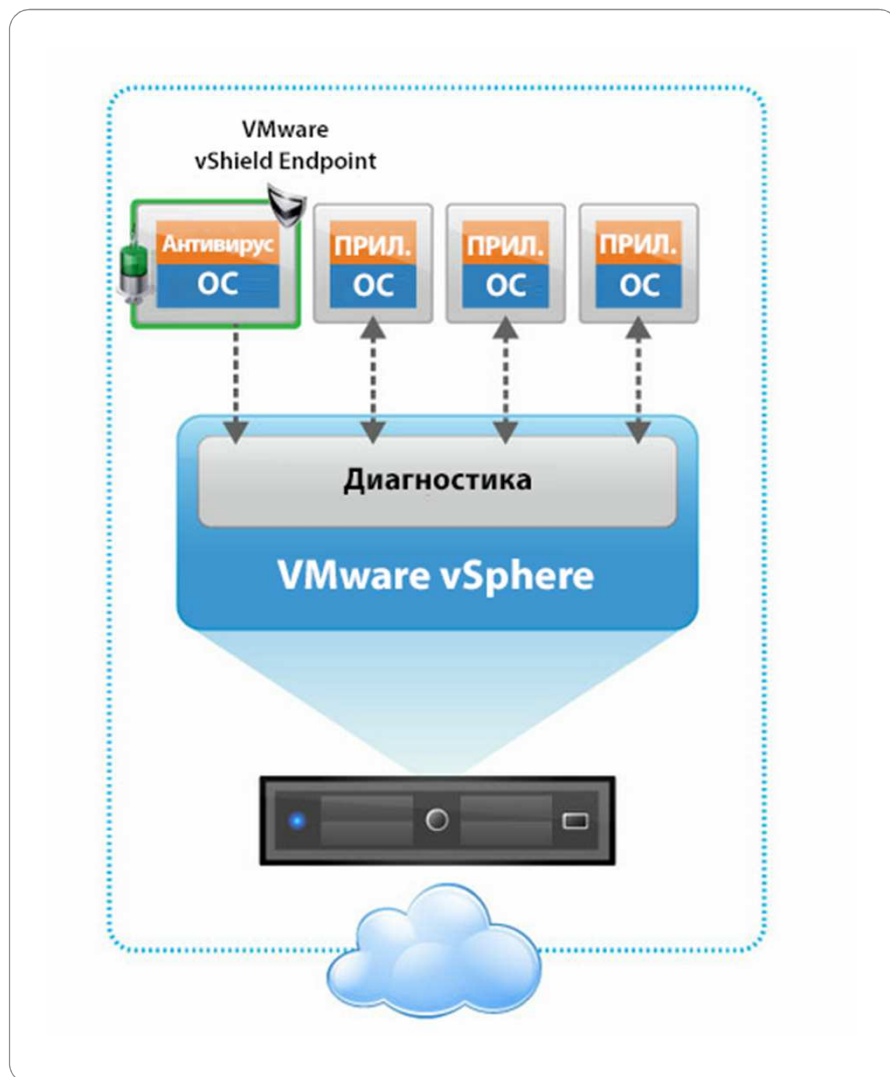 VMware
vShield Endpoint
Антивирус
ОС
ПРИЛ.
ОС
ПРИЛ.
ОС
ПРИЛ.
ОС
Диагностика
VMware vSphere